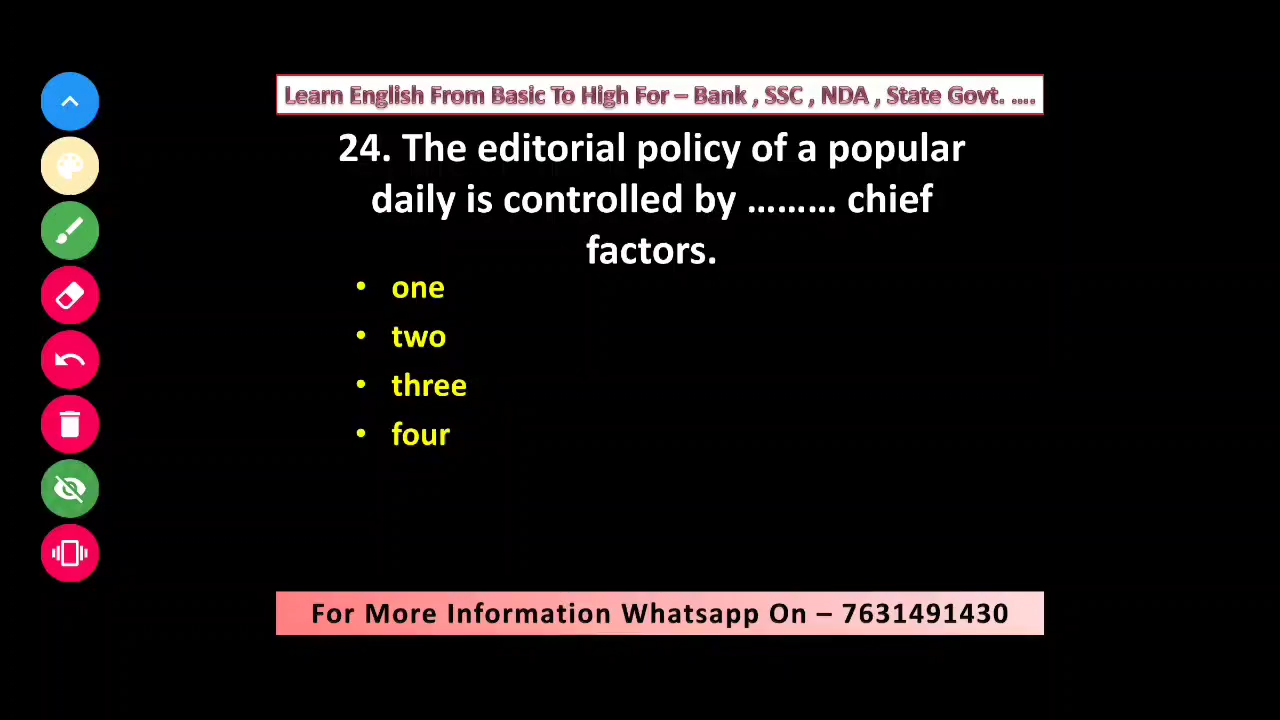 Learn English From Basic To High For – Bank , SSC , NDA , State Govt. ....
24. The editorial policy of a popular
daily is controlled by ......... chief
factors.
• one
• two
• three
• four
For More Information Whatsapp On – 7631491430